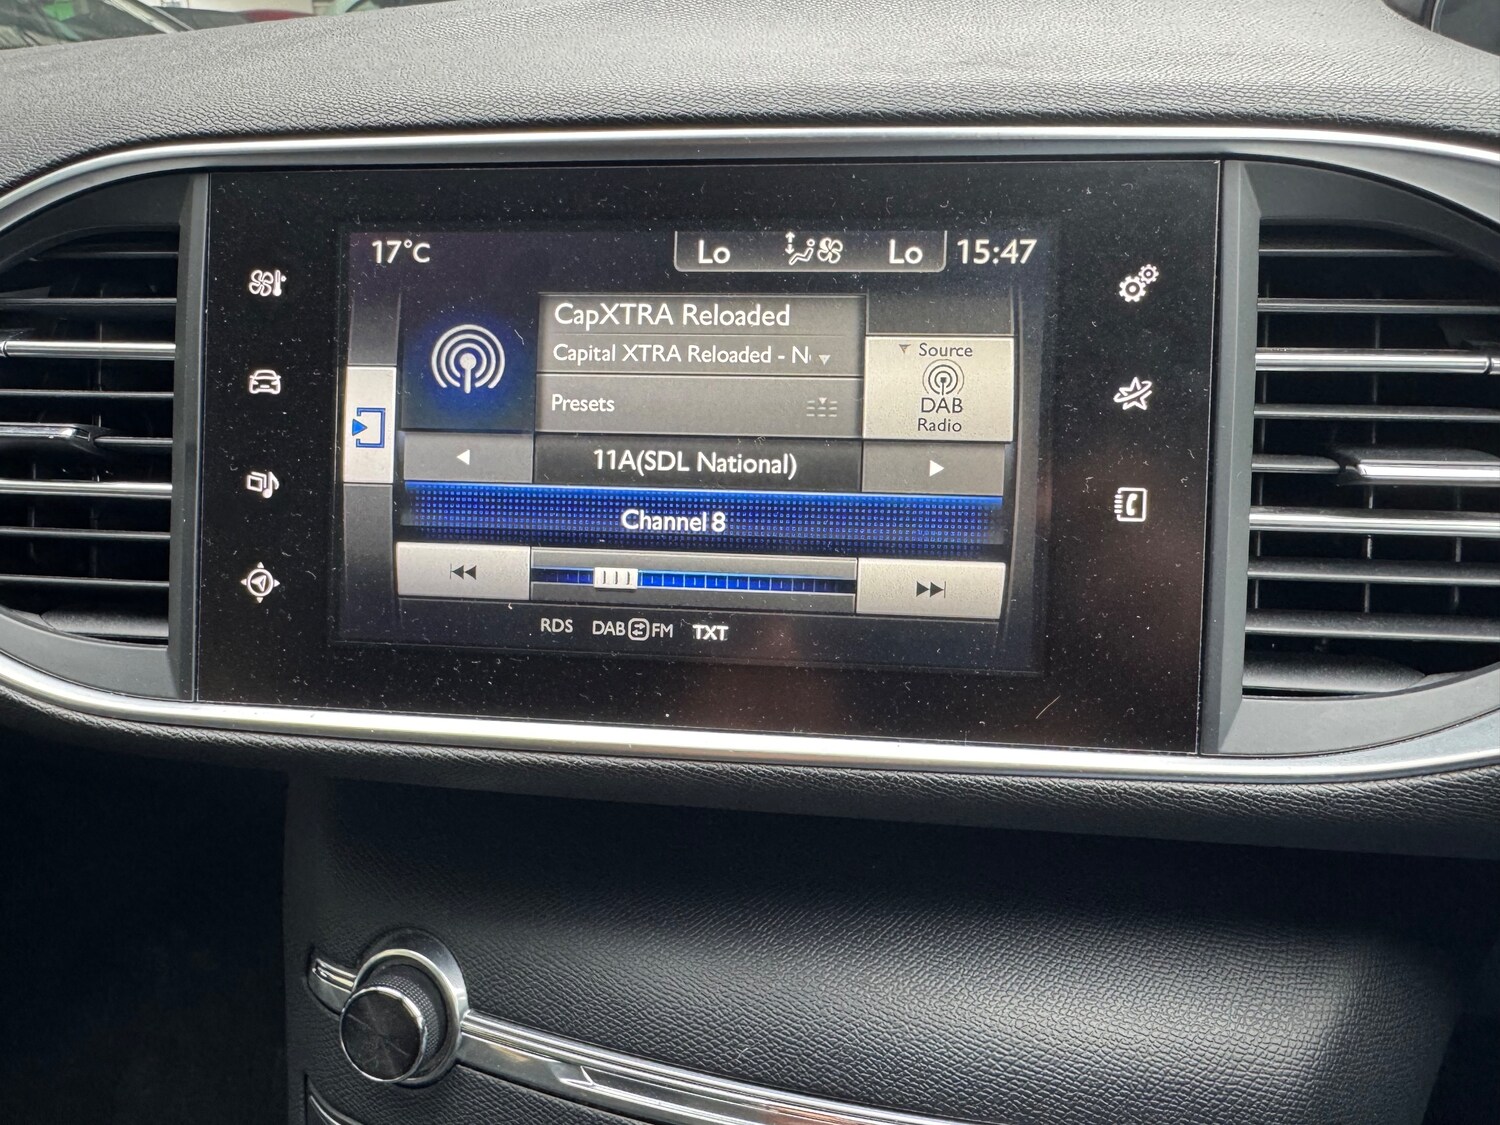 17°C
Lo
Lo
15:47
CapXTRA Reloaded
Capital XTRA Reloaded - N
Source
DAB
Radio
Presets
11A(SDL National)
Channel 8
RDS DAB FM TXT